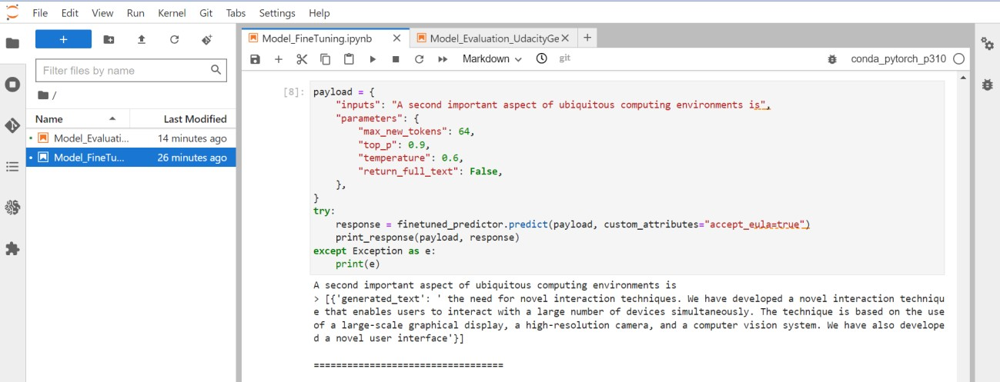 File Edit View Run Kernel Git Tabs Settings Help
+
Filter files by name
/
Name Last Modified
Model_Evaluati... 14 minutes ago
Model_FineTu... 26 minutes ago
Model_FineTuning.ipynb
Model_Evaluation_UdacityGe
+
Markdown
git
conda_pytorch_p310
[8]: payload = {
    "inputs": "A second important aspect of ubiquitous computing environments is",
    "parameters": {
        "max_new_tokens": 64,
        "top_p": 0.9,
        "temperature": 0.6,
        "return_full_text": False,
    },
}
try:
    response = finetuned_predictor.predict(payload, custom_attributes="accept_eula=true")
    print_response(payload, response)
except Exception as e:
    print(e)
A second important aspect of ubiquitous computing environments is
> [{'generated_text': ' the need for novel interaction techniques. We have developed a novel interaction techniqu
e that enables users to interact with a large number of devices simultaneously. The technique is based on the use
of a large-scale graphical display, a high-resolution camera, and a computer vision system. We have also develope
d a novel user interface'}]
==================================